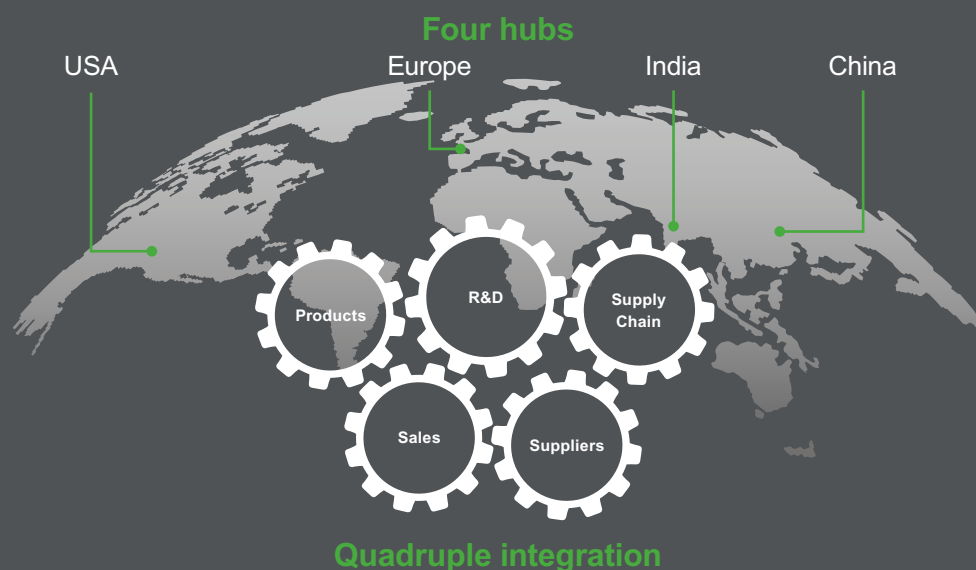 Four hubs
USA
Europe
India
China
Products
R&D
Supply
Chain
Sales
Suppliers
Quadruple integration